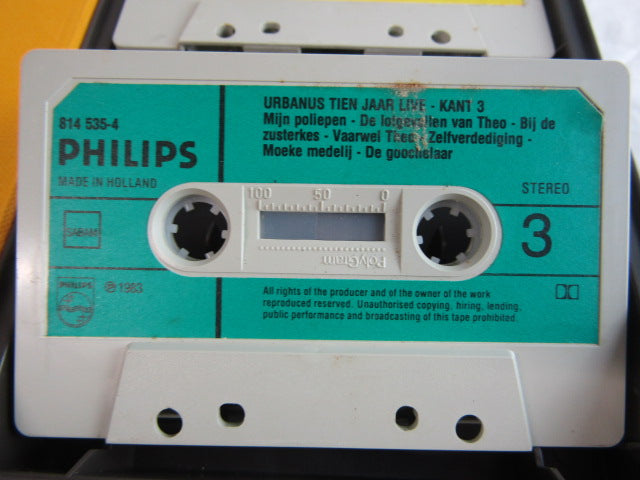 URBANUS TIEN JAAR LIVE - KANT 3
Mijn poliepen - De lotgevallen van Theo - Bij de
zusterkes - Vaarwel Theo - Zelfverdediging -
Moeke medelij - De goochelaar
814 535-4
PHILIPS
MADE IN HOLLAND
STEREO
3
100 50 0
PolyGram
SABAM
PHILIPS
℗ 1983
All rights of the producer and of the owner of the work
reproduced reserved. Unauthorised copying, hiring, lending,
public performance and broadcasting of this tape prohibited.